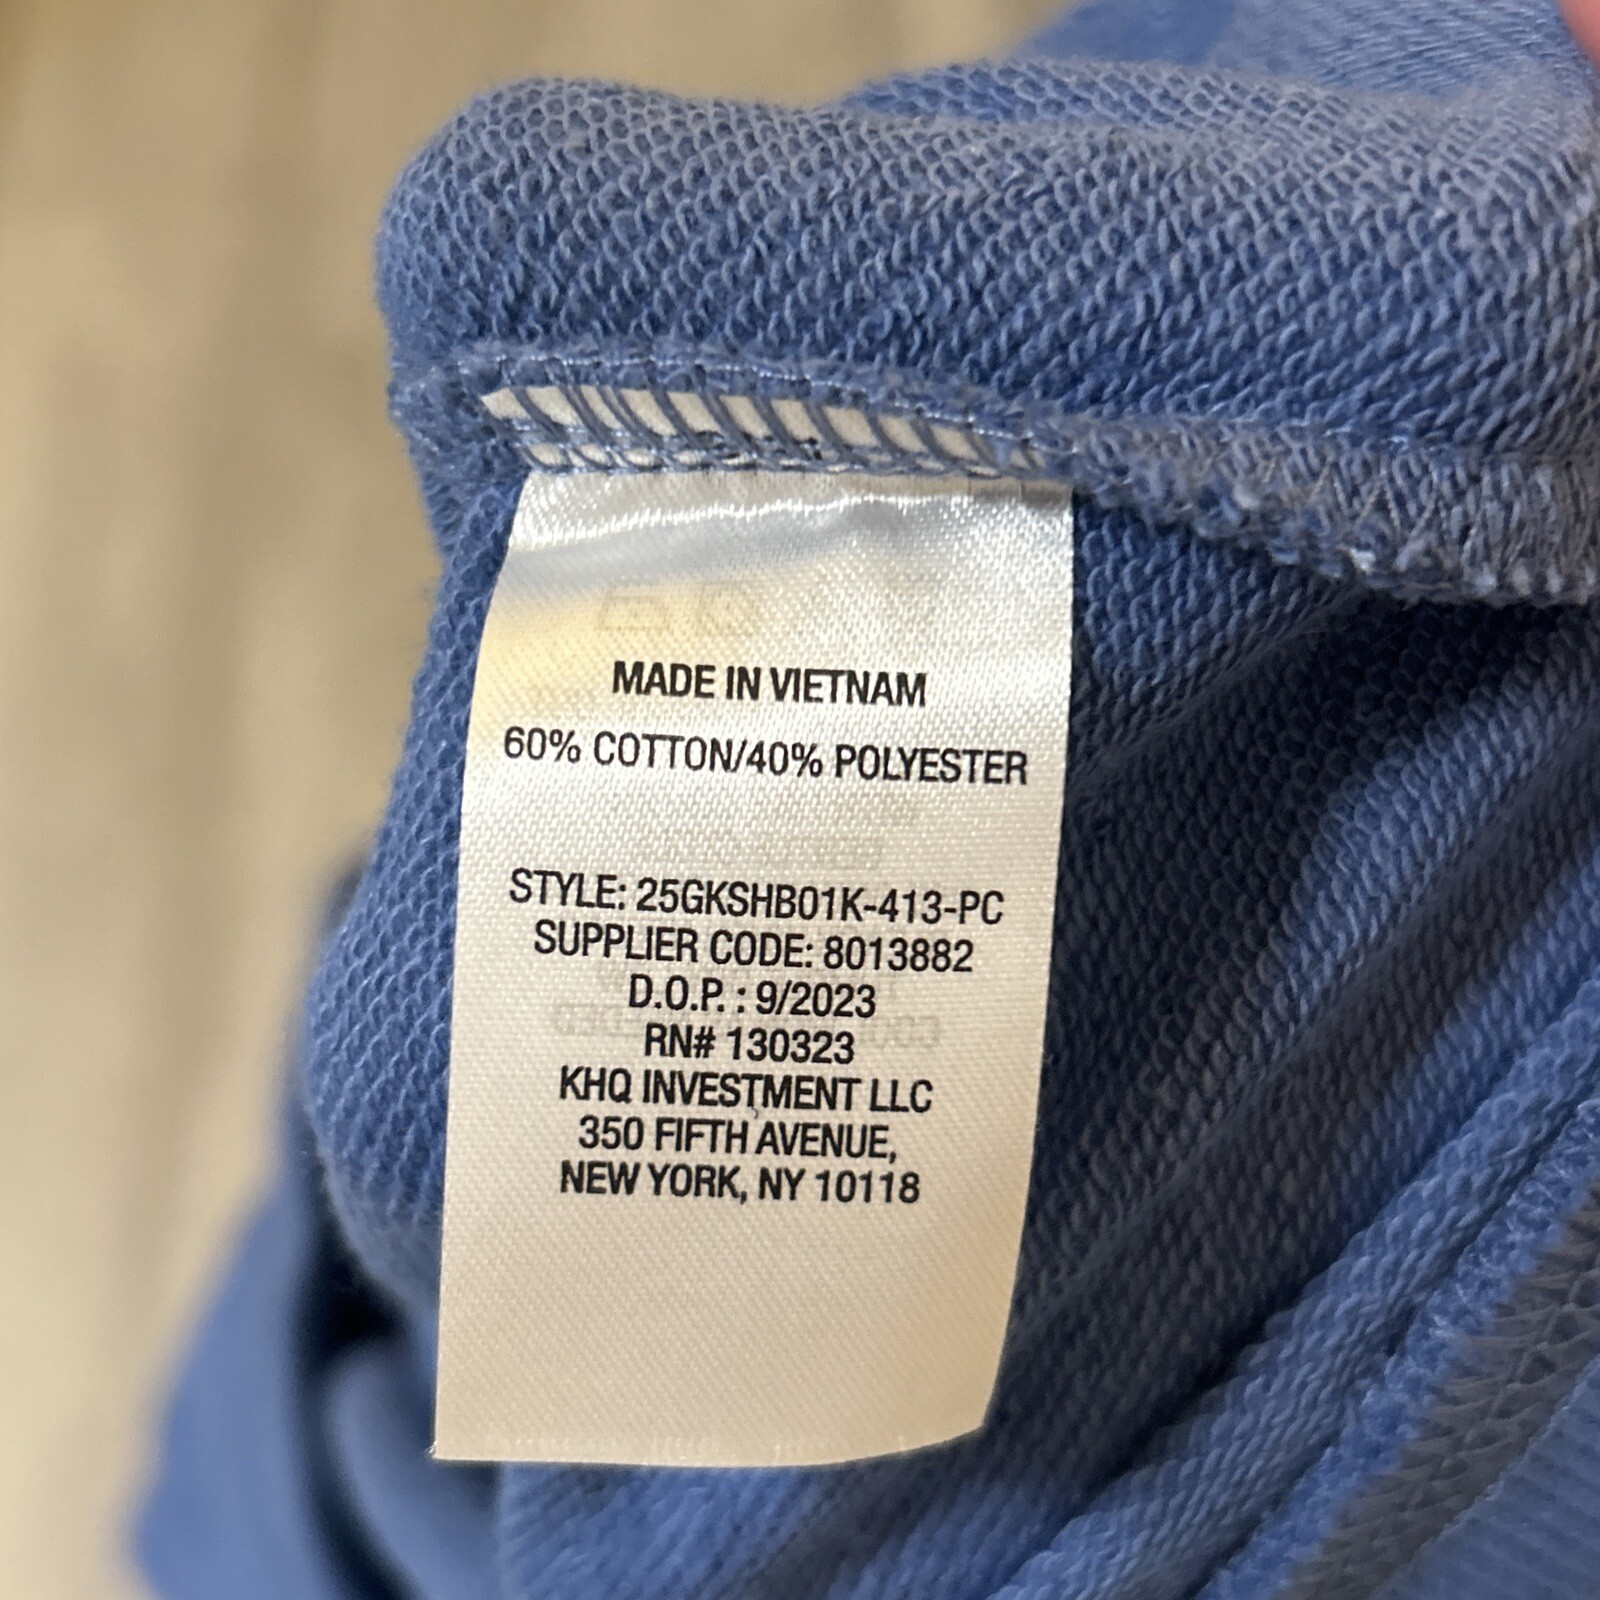 MADE IN VIETNAM
60% COTTON/40% POLYESTER
STYLE: 25GKSHB01K-413-PC
SUPPLIER CODE: 8013882
D.O.P. : 9/2023
RN# 130323
KHQ INVESTMENT LLC
350 FIFTH AVENUE,
NEW YORK, NY 10118